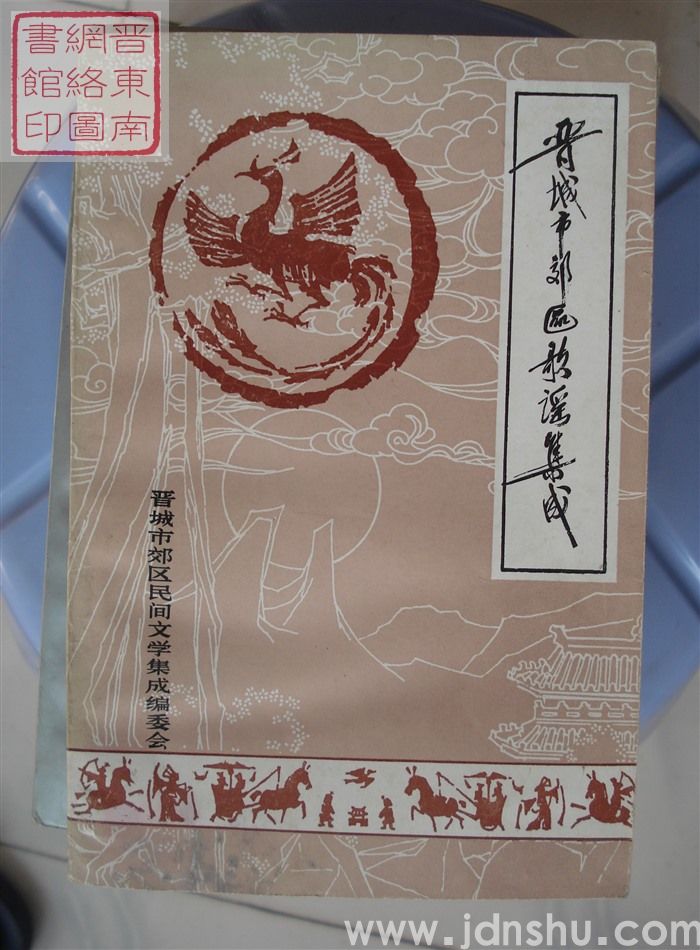 晋東南
網絡圖
書館印
晋城市郊區歌谣集成
晋城市郊区民间文学集成编委会
www.jdnshu.com